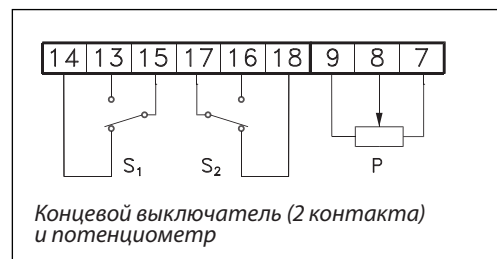 14 13 15 17 16 18 9 8 7
S₁ S₂ P
Концевой выключатель (2 контакта)
и потенциометр